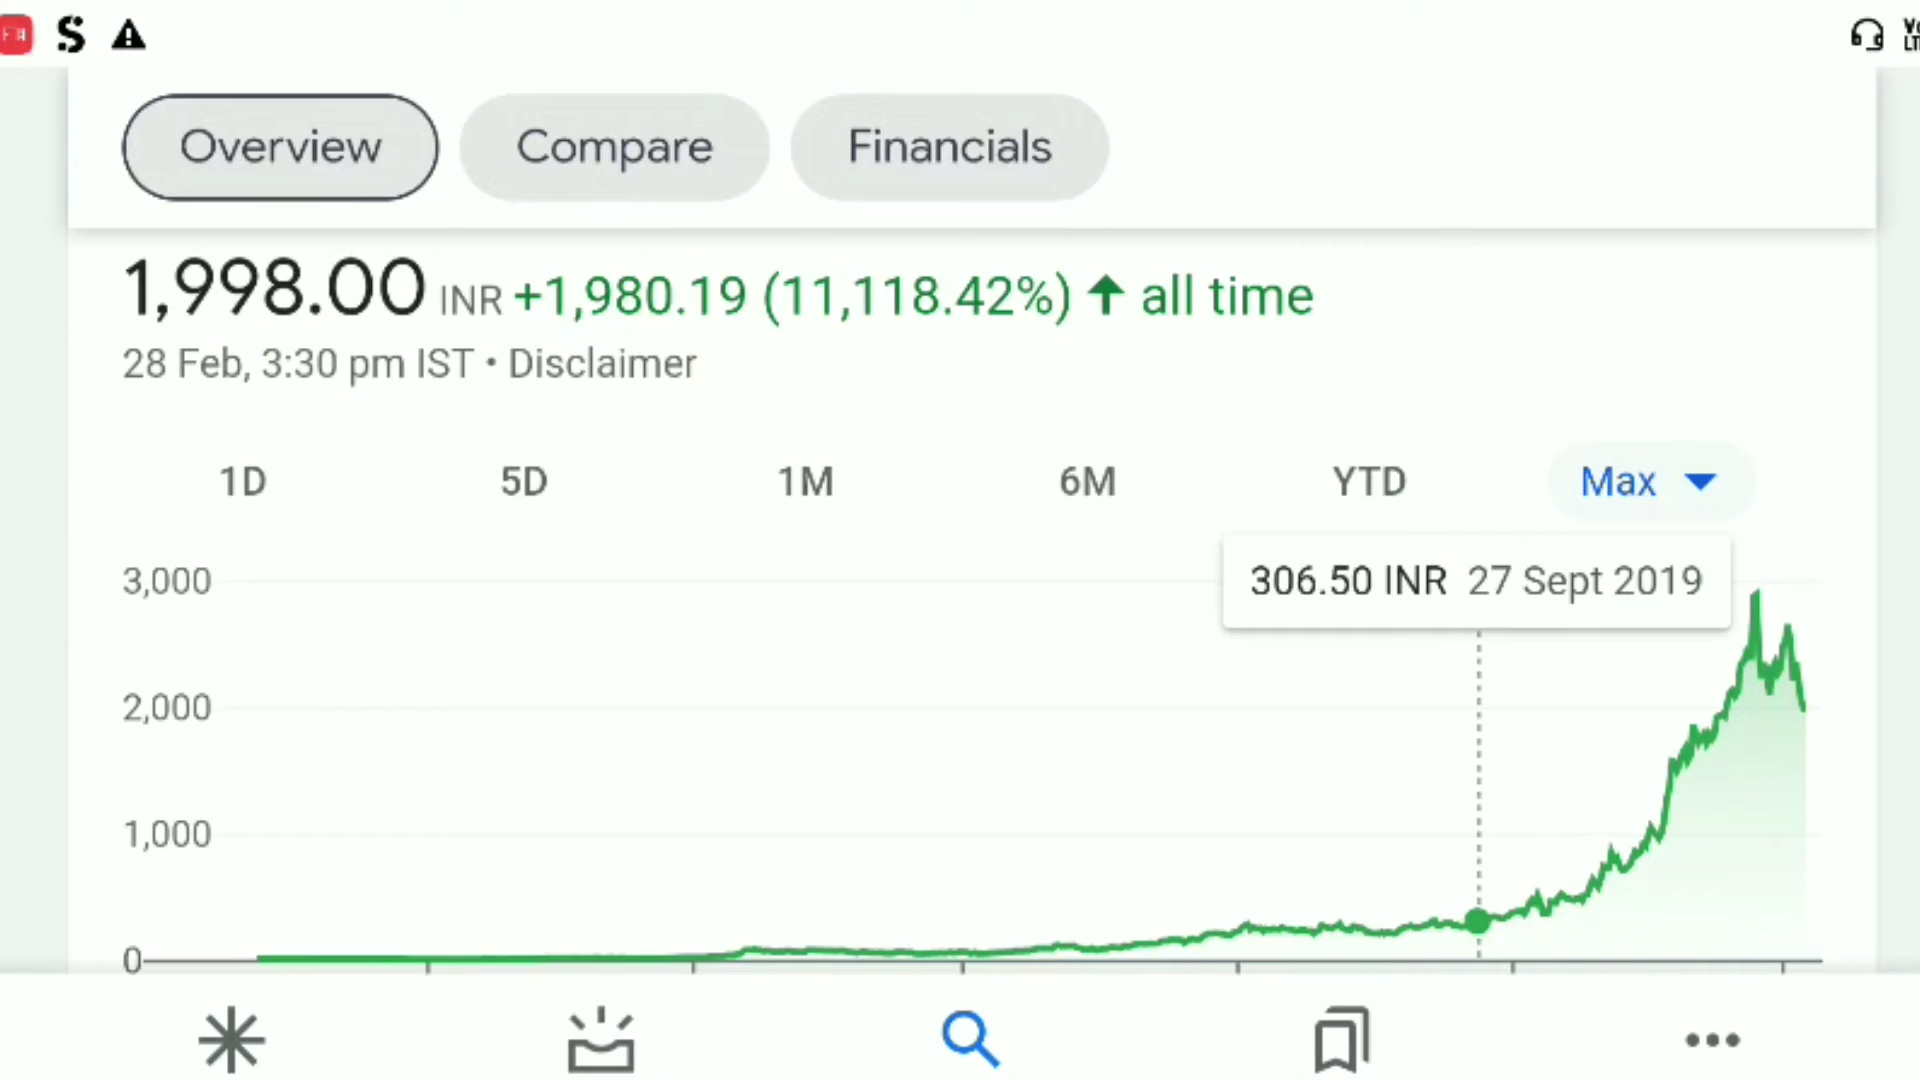 Overview Compare Financials
1,998.00 INR +1,980.19 (11,118.42%) ↑ all time
28 Feb, 3:30 pm IST • Disclaimer
1D 5D 1M 6M YTD Max
306.50 INR 27 Sept 2019
3,000
2,000
1,000
0